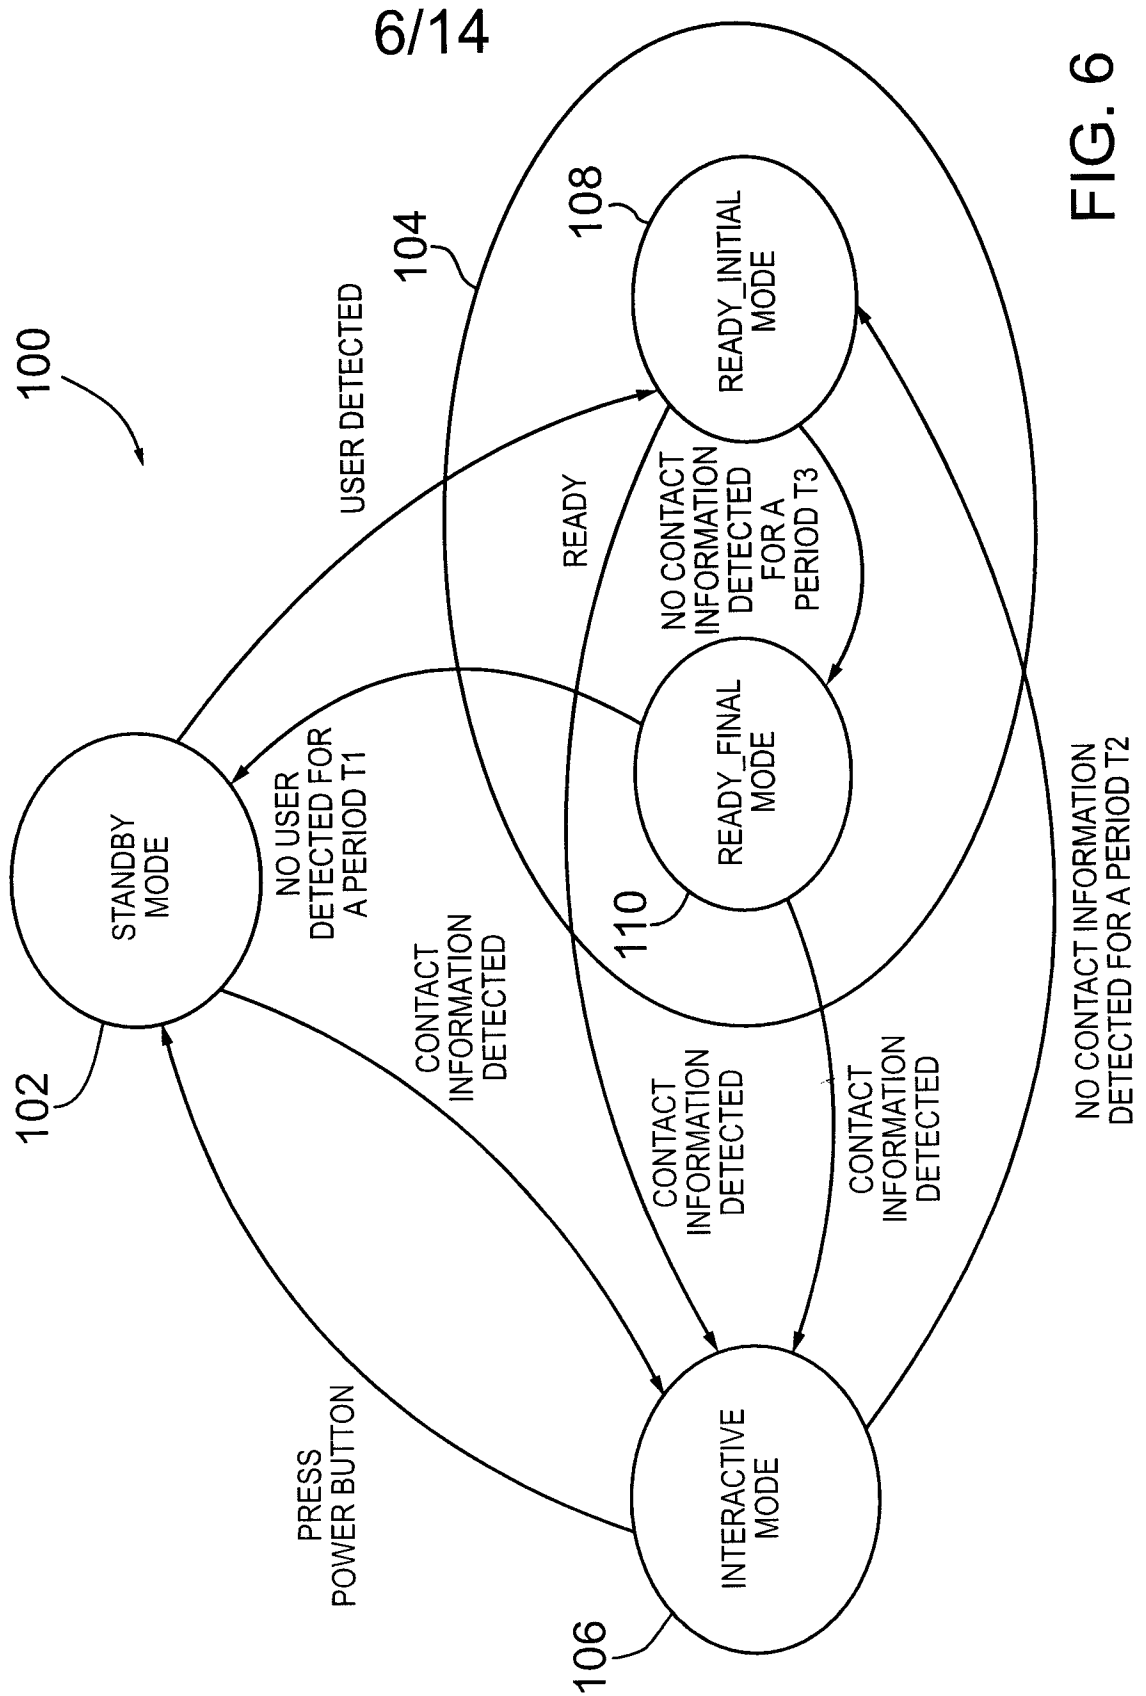 6/14
100
STANDBY
MODE
102
USER DETECTED
104
NO USER
DETECTED FOR
A PERIOD T1
PRESS
POWER BUTTON
CONTACT
INFORMATION
DETECTED
READY
108
READY_INITIAL
MODE
NO CONTACT
INFORMATION
DETECTED
FOR A
PERIOD T3
READY_FINAL
MODE
110
CONTACT
INFORMATION
DETECTED
CONTACT
INFORMATION
DETECTED
INTERACTIVE
MODE
106
NO CONTACT INFORMATION
DETECTED FOR A PERIOD T2
FIG. 6